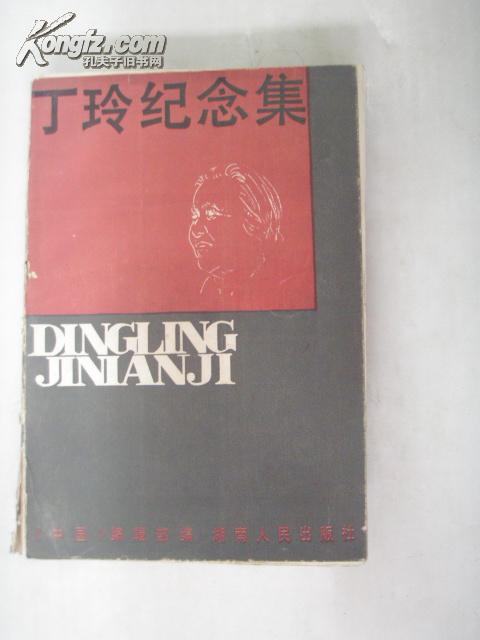 Kongfz.com
孔夫子旧书网
丁玲纪念集
DINGLING
JINIANJI
《中国》编辑部编 湖南人民出版社